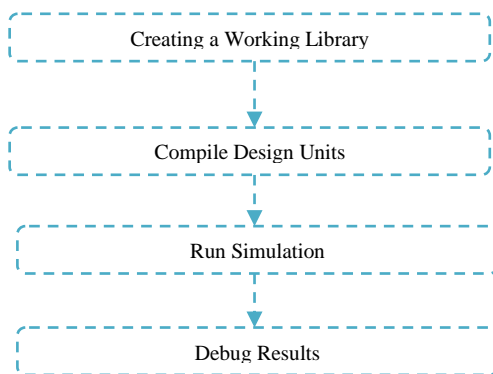 Creating a Working Library
Compile Design Units
Run Simulation
Debug Results